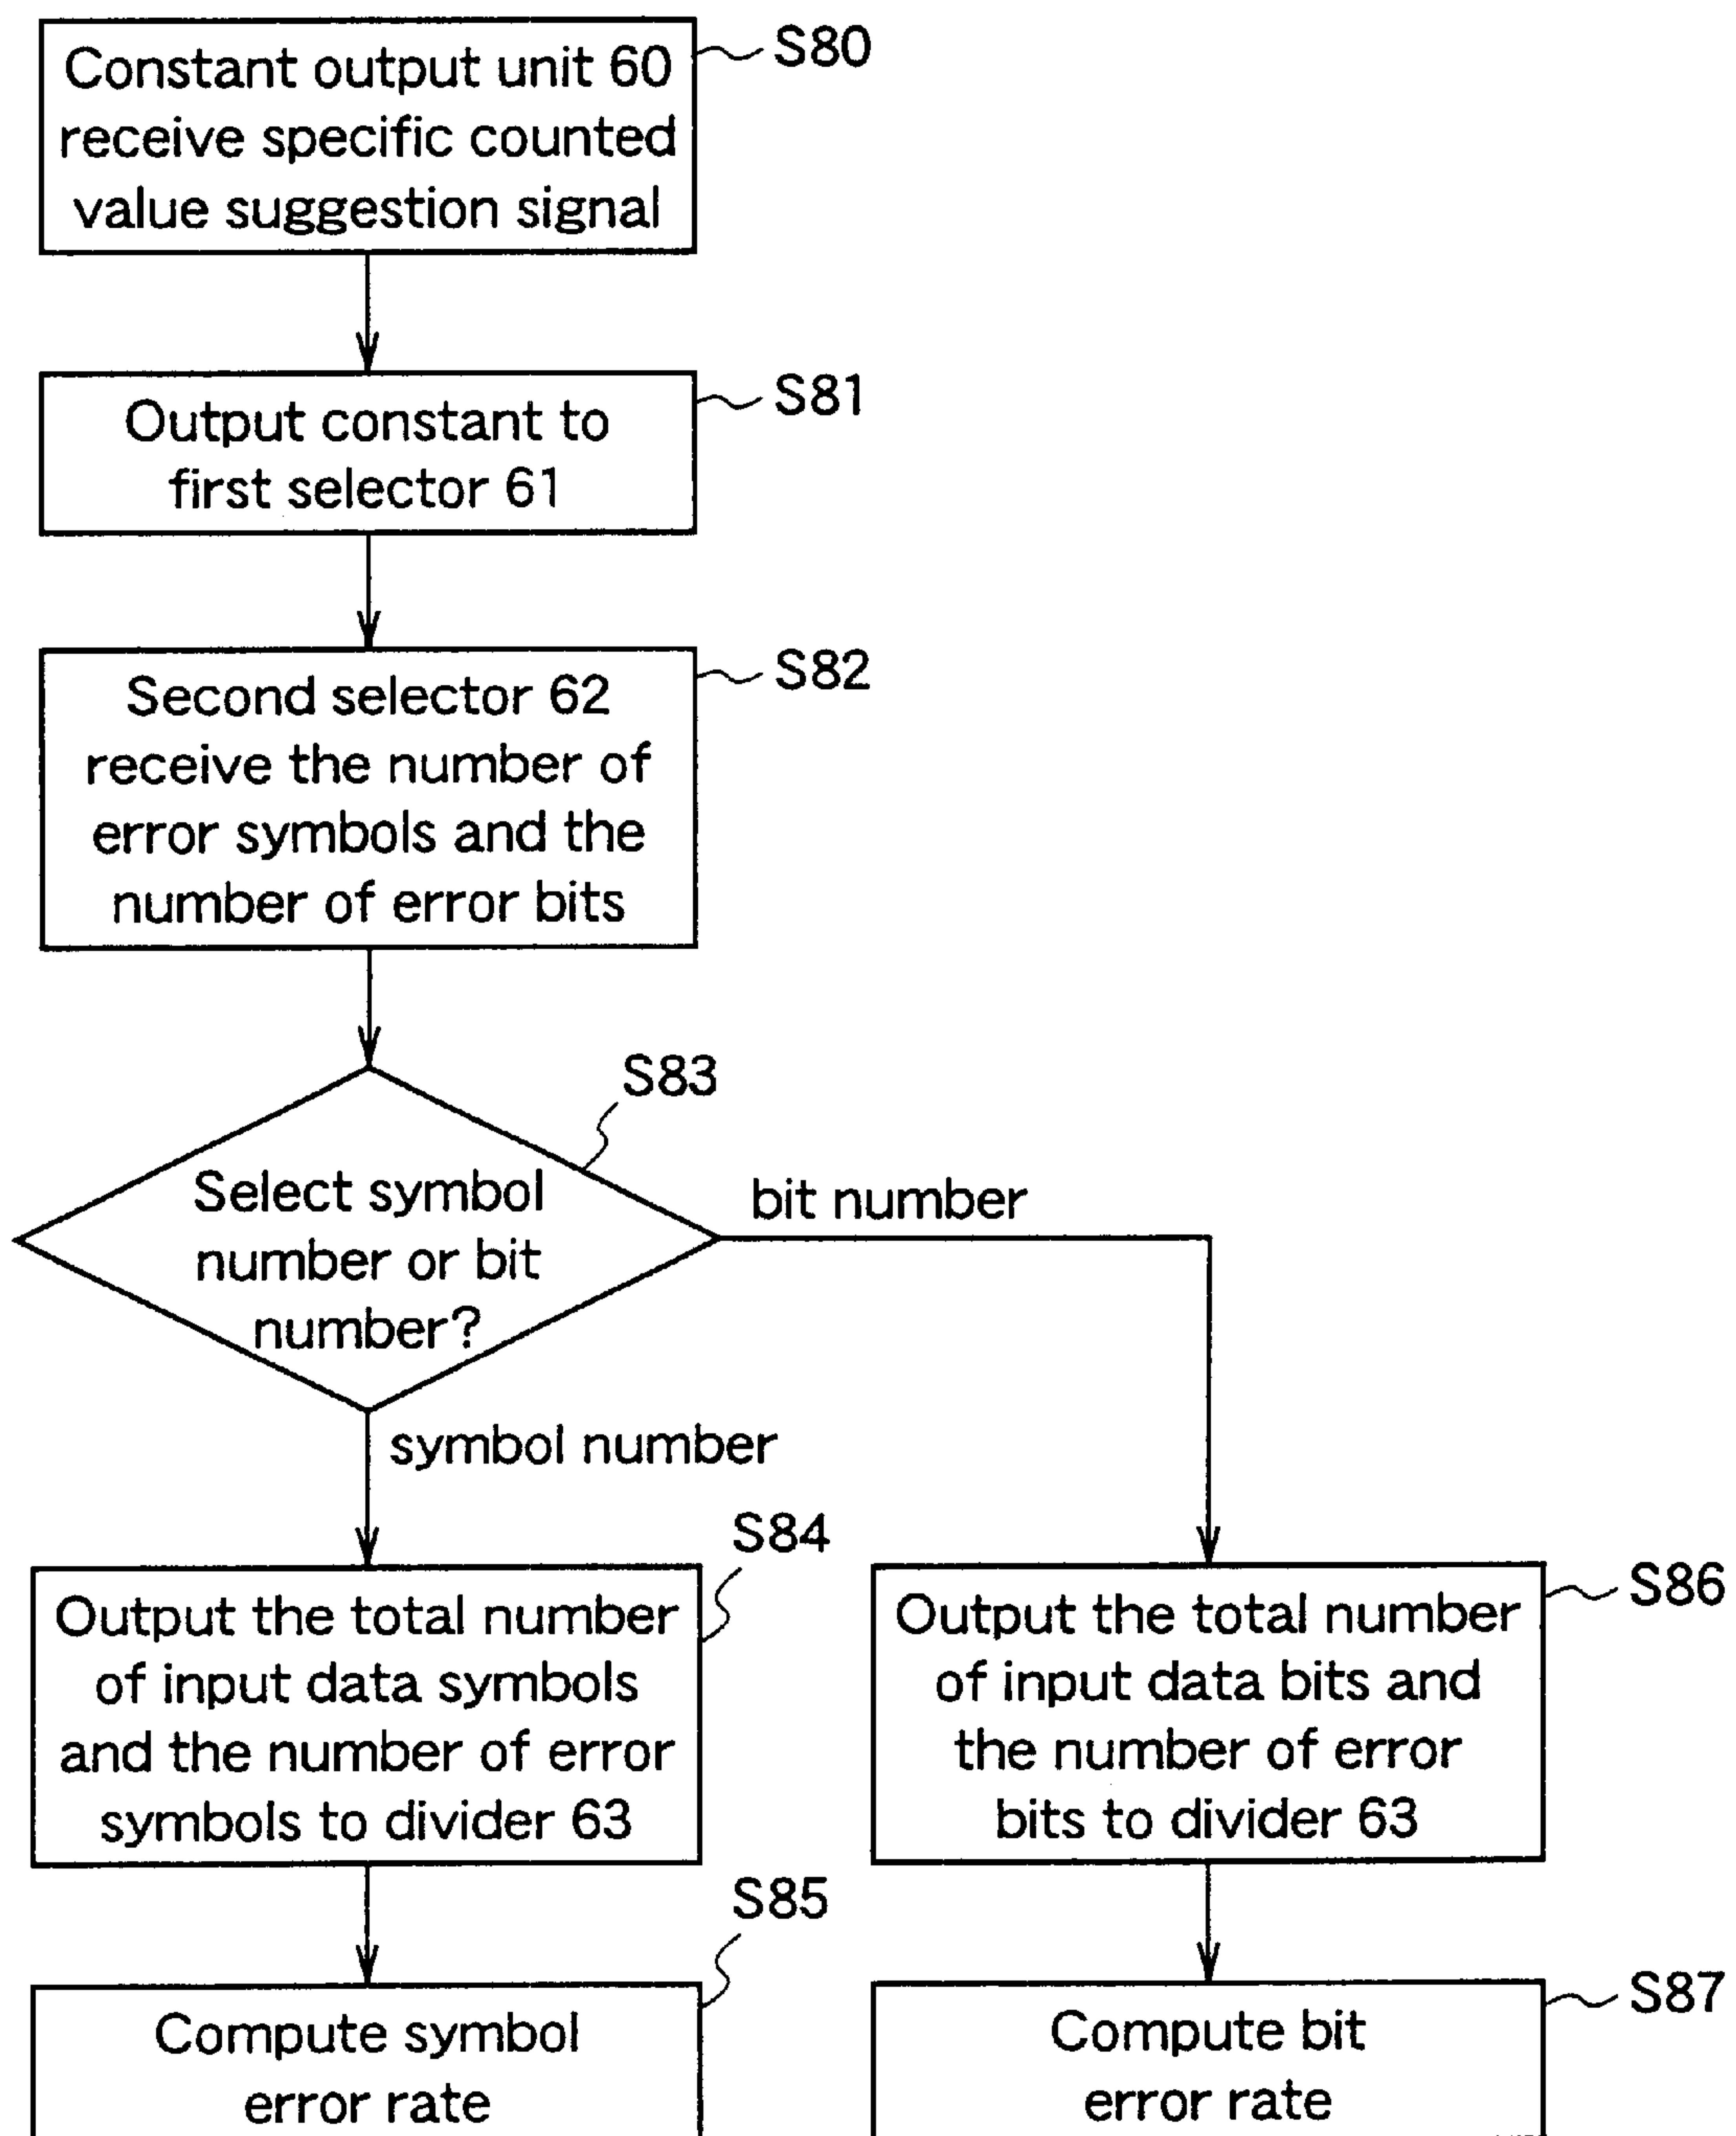 Constant output unit 60
receive specific counted
value suggestion signal
S80
Output constant to
first selector 61
S81
Second selector 62
receive the number of
error symbols and the
number of error bits
S82
S83
Select symbol
number or bit
number?
bit number
symbol number
S84
Output the total number
of input data symbols
and the number of error
symbols to divider 63
S86
Output the total number
of input data bits and
the number of error
bits to divider 63
S85
Compute symbol
error rate
S87
Compute bit
error rate